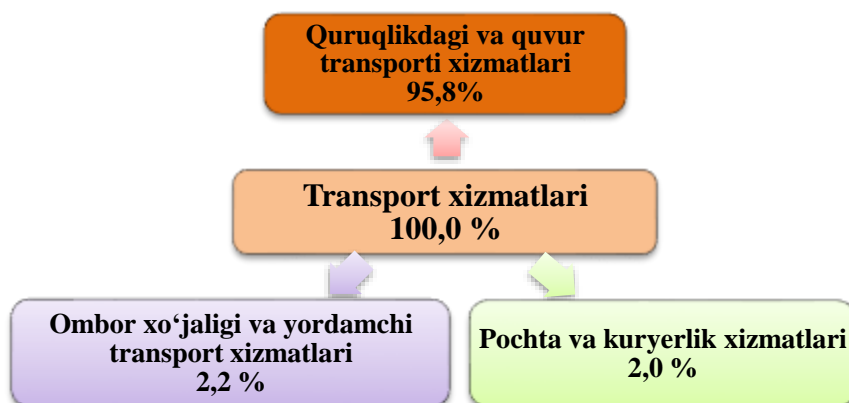 Quruqlikdagi va quvur
transporti xizmatlari
95,8%
Transport xizmatlari
100,0 %
Ombor xo‘jaligi va yordamchi
transport xizmatlari
2,2 %
Pochta va kuryerlik xizmatlari
2,0 %